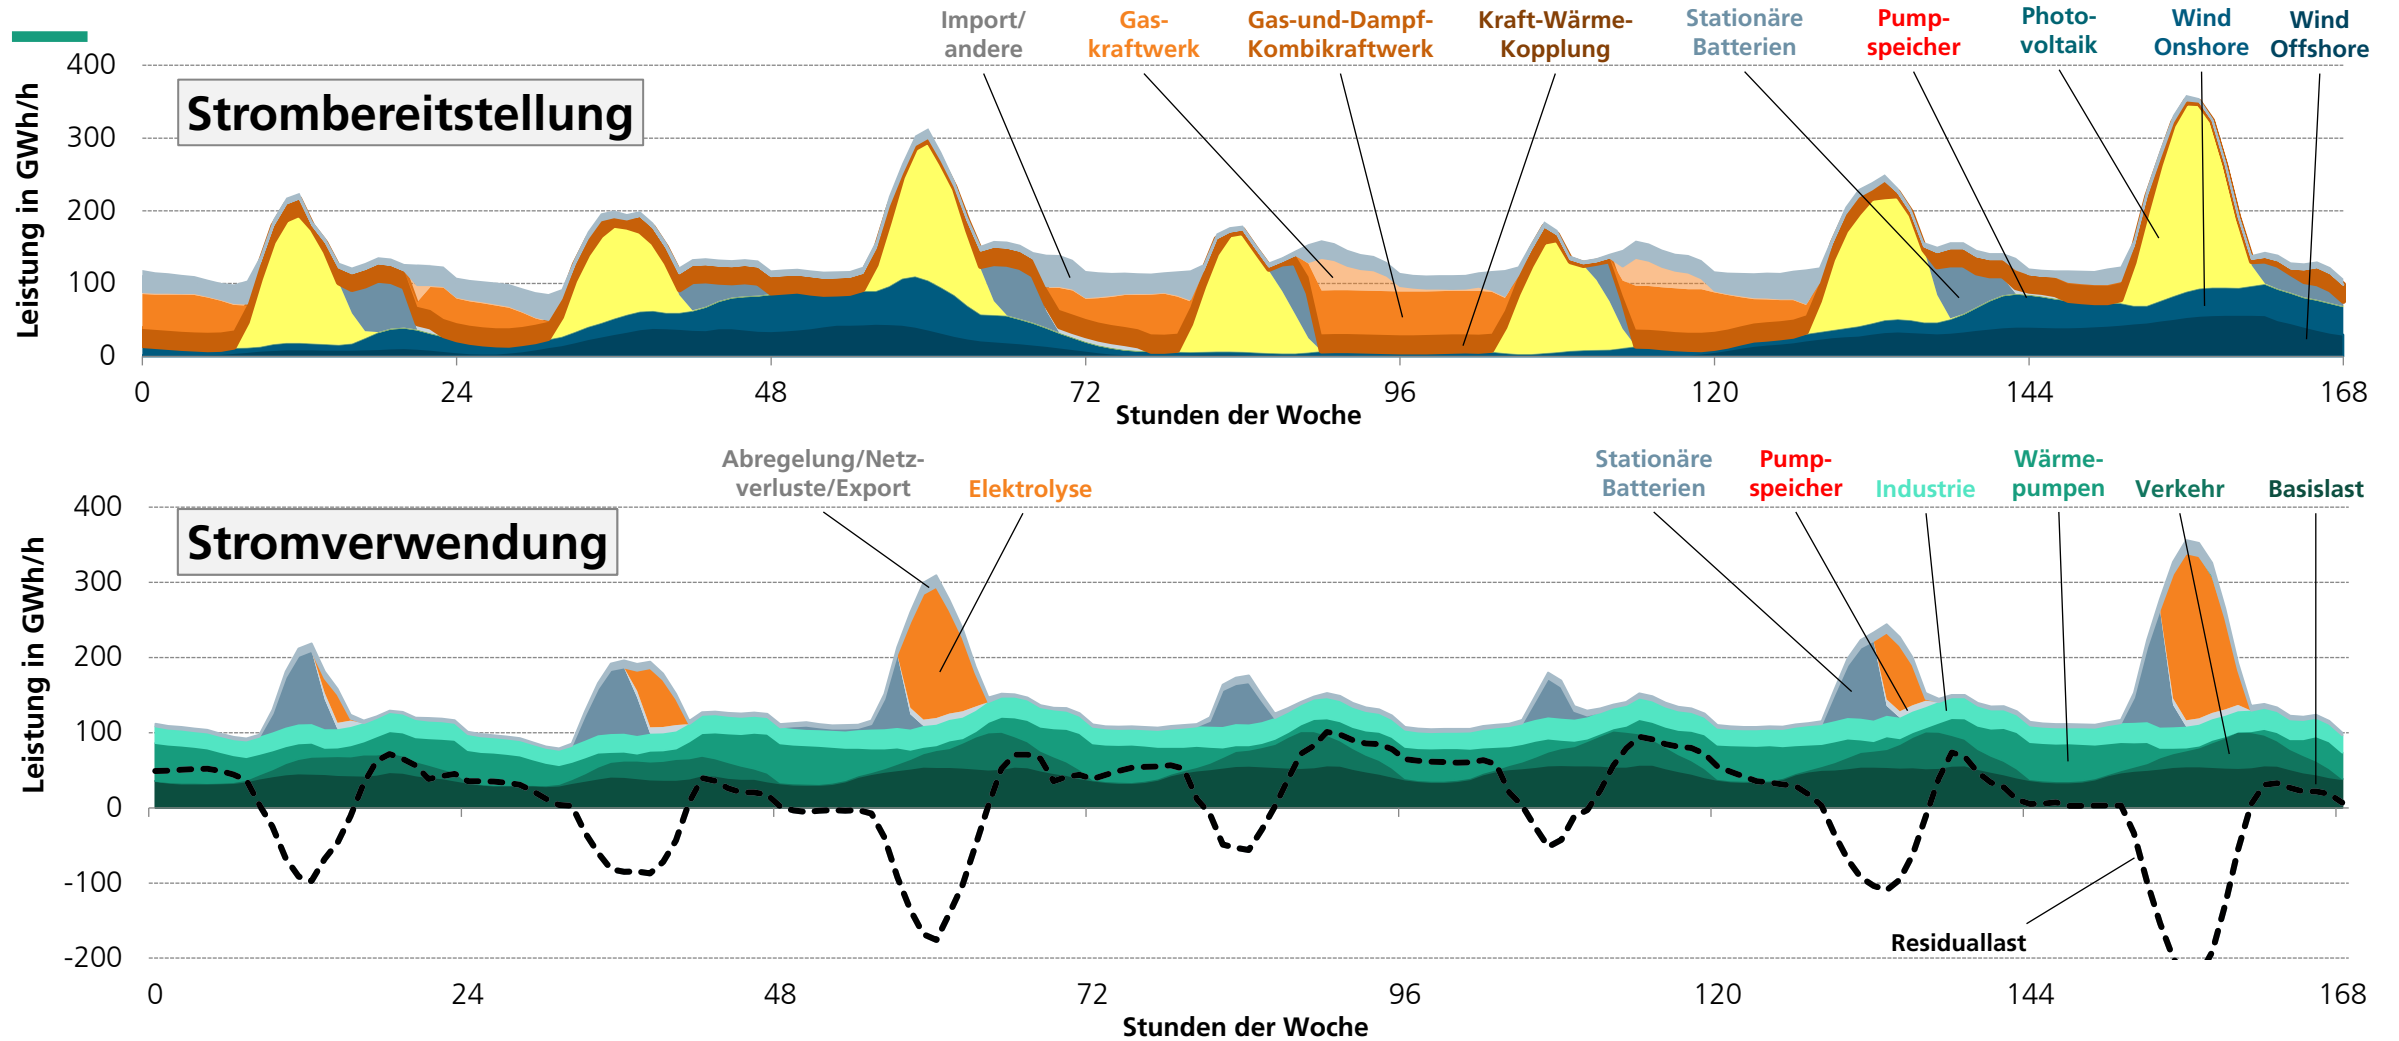 Import/
andere
Gas-
kraftwerk
Gas-und-Dampf-
Kombikraftwerk
Kraft-Wärme-
Kopplung
Stationäre
Batterien
Pump-
speicher
Photo-
voltaik
Wind
Onshore
Wind
Offshore
Strombereitstellung
Leistung in GWh/h
400
300
200
100
0
0 24 48 72 96 120 144 168
Stunden der Woche
Abregelung/Netz-
verluste/Export
Elektrolyse
Stationäre
Batterien
Pump-
speicher
Industrie
Wärme-
pumpen
Verkehr
Basislast
Stromverwendung
Leistung in GWh/h
400
300
200
100
0
-100
-200
Residuallast
0 24 48 72 96 120 144 168
Stunden der Woche